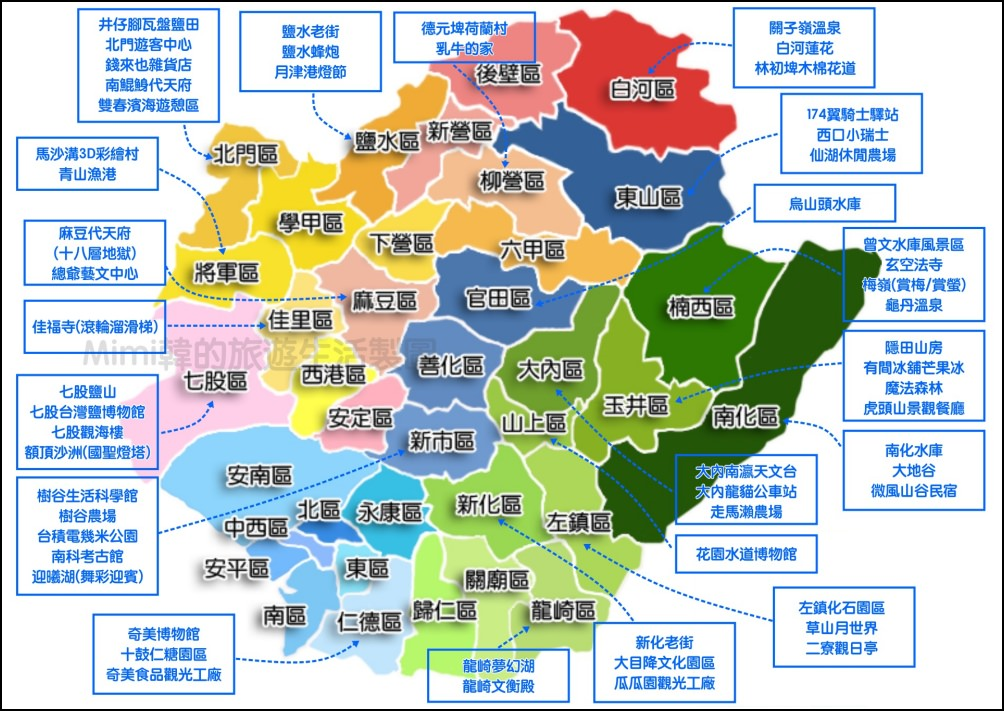 井仔腳瓦盤鹽田
北門遊客中心
錢來也雜貨店
南鯤鯓代天府
雙春濱海遊憩區
鹽水老街
鹽水蜂炮
月津港燈節
德元埤荷蘭村
乳牛的家
關子嶺溫泉
白河蓮花
林初埤木棉花道
174翼騎士驛站
西口小瑞士
仙湖休閒農場
馬沙溝3D彩繪村
青山漁港
烏山頭水庫
麻豆代天府
(十八層地獄)
總爺藝文中心
曾文水庫風景區
玄空法寺
梅嶺(賞梅/賞螢)
龜丹溫泉
佳福寺(滾輪溜滑梯)
隱田山房
有間冰舖芒果冰
魔法森林
虎頭山景觀餐廳
七股鹽山
七股台灣鹽博物館
七股觀海樓
額頂沙洲(國聖燈塔)
南化水庫
大地谷
微風山谷民宿
大內南瀛天文台
大內龍貓公車站
走馬瀨農場
樹谷生活科學館
樹谷農場
台積電幾米公園
南科考古館
迎曦湖(舞彩迎賓)
花園水道博物館
左鎮化石園區
草山月世界
二寮觀日亭
奇美博物館
十鼓仁糖園區
奇美食品觀光工廠
龍崎夢幻湖
龍崎文衡殿
新化老街
大目降文化園區
瓜瓜園觀光工廠
後壁區
白河區
鹽水區
新營區
北門區
柳營區
東山區
學甲區
下營區
六甲區
將軍區
麻豆區
官田區
楠西區
佳里區
Mimi韓的旅遊生活製圖
七股區
西港區
善化區
大內區
玉井區
南化區
安定區
新市區
山上區
安南區
北區
永康區
新化區
左鎮區
中西區
安平區
東區
關廟區
南區
仁德區
歸仁區
龍崎區